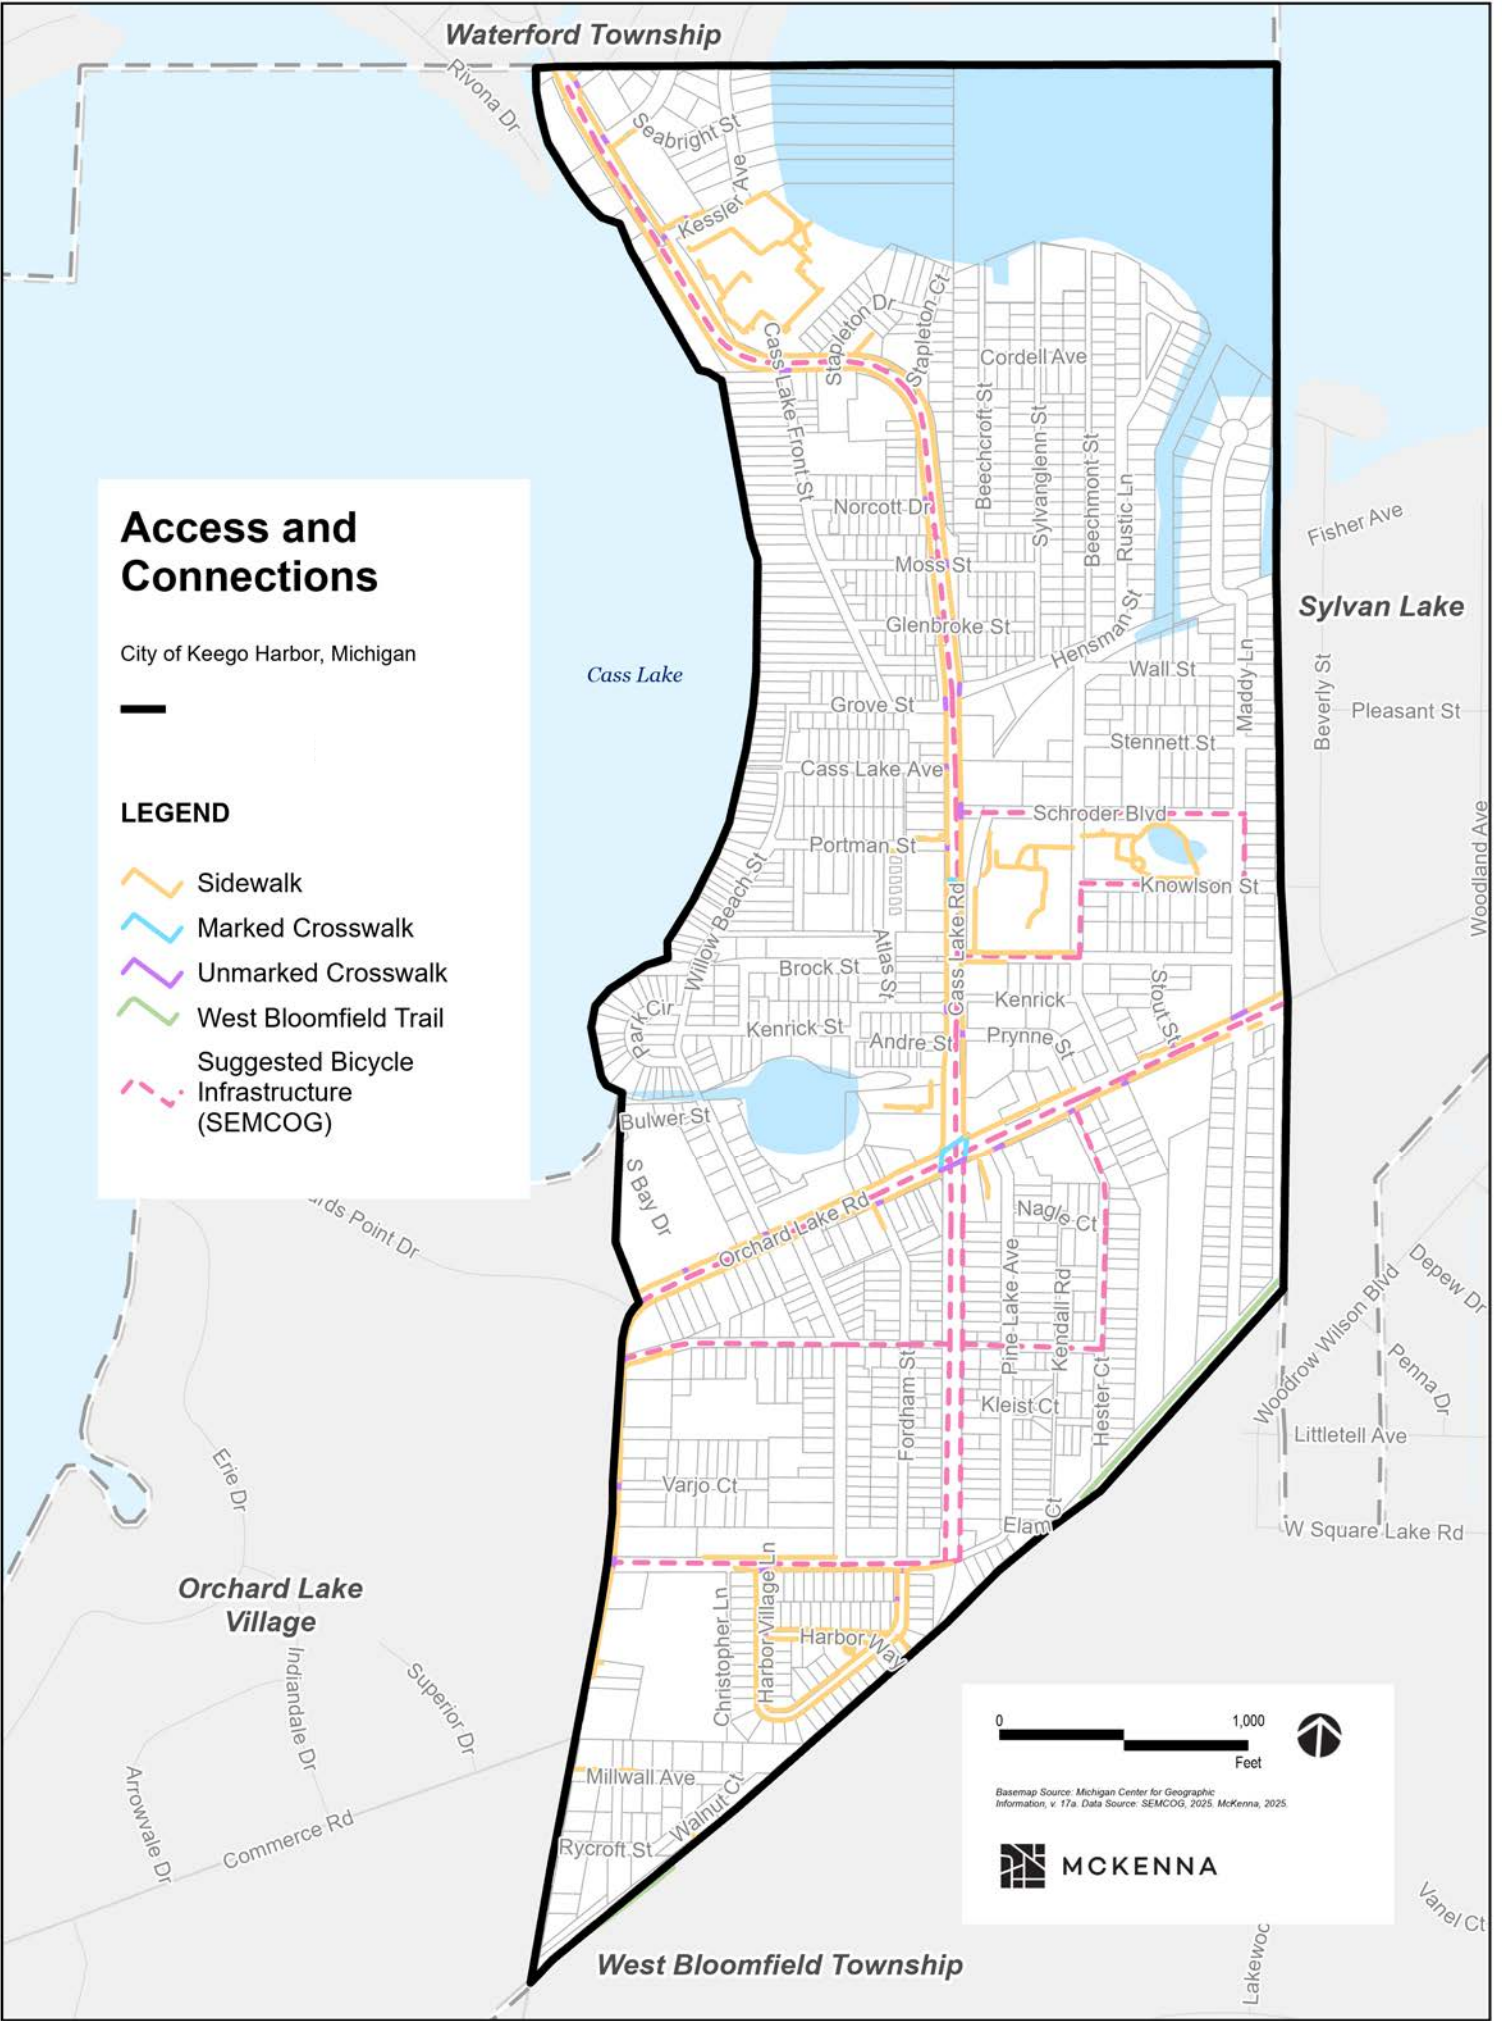 Waterford Township
Rivona Dr
Seabright St
Kessler Ave
Stapleton Dr
Stapleton Ct
Cass Lake Front St
Cordell Ave
Beechcroft St
Sylvanglenn St
Beechmont St
Rustic Ln
Norcott Dr
Moss St
Glenbroke St
Hensman St
Wall St
Maddy Ln
Fisher Ave
Sylvan Lake
Beverly St
Pleasant St
Woodland Ave
Access and
Connections
City of Keego Harbor, Michigan
LEGEND
Sidewalk
Marked Crosswalk
Unmarked Crosswalk
West Bloomfield Trail
Suggested Bicycle
Infrastructure
(SEMCOG)
Cass Lake
Grove St
Stennett St
Cass Lake Ave
Schroder Blvd
Portman St
Knowlson St
Willow Beach St
Cass Lake Rd
Atlas St
Brock St
Park Cir
Kenrick St
Kenrick
Stout St
Andre St
Prynne St
Bulwer St
S Bay Dr
Orchard Lake Rd
Nagle Ct
Pine Lake Ave
Kendall Rd
Hester Ct
Fordham St
Kleist Ct
Varjo Ct
Elam Ct
Christopher Ln
Harbor Village Ln
Harbor Way
Millwall Ave
Walnut Ct
Rycroft St
ards Point Dr
Erie Dr
Orchard Lake
Village
Indiandale Dr
Superior Dr
Arrowvale Dr
Commerce Rd
Woodrow Wilson Blvd
Depew Dr
Penna Dr
Littletell Ave
W Square Lake Rd
0
1,000
Feet
Basemap Source: Michigan Center for Geographic
Information, v. 17a. Data Source: SEMCOG, 2025. McKenna, 2025.
MCKENNA
Vanel Ct
Lakewoo
West Bloomfield Township